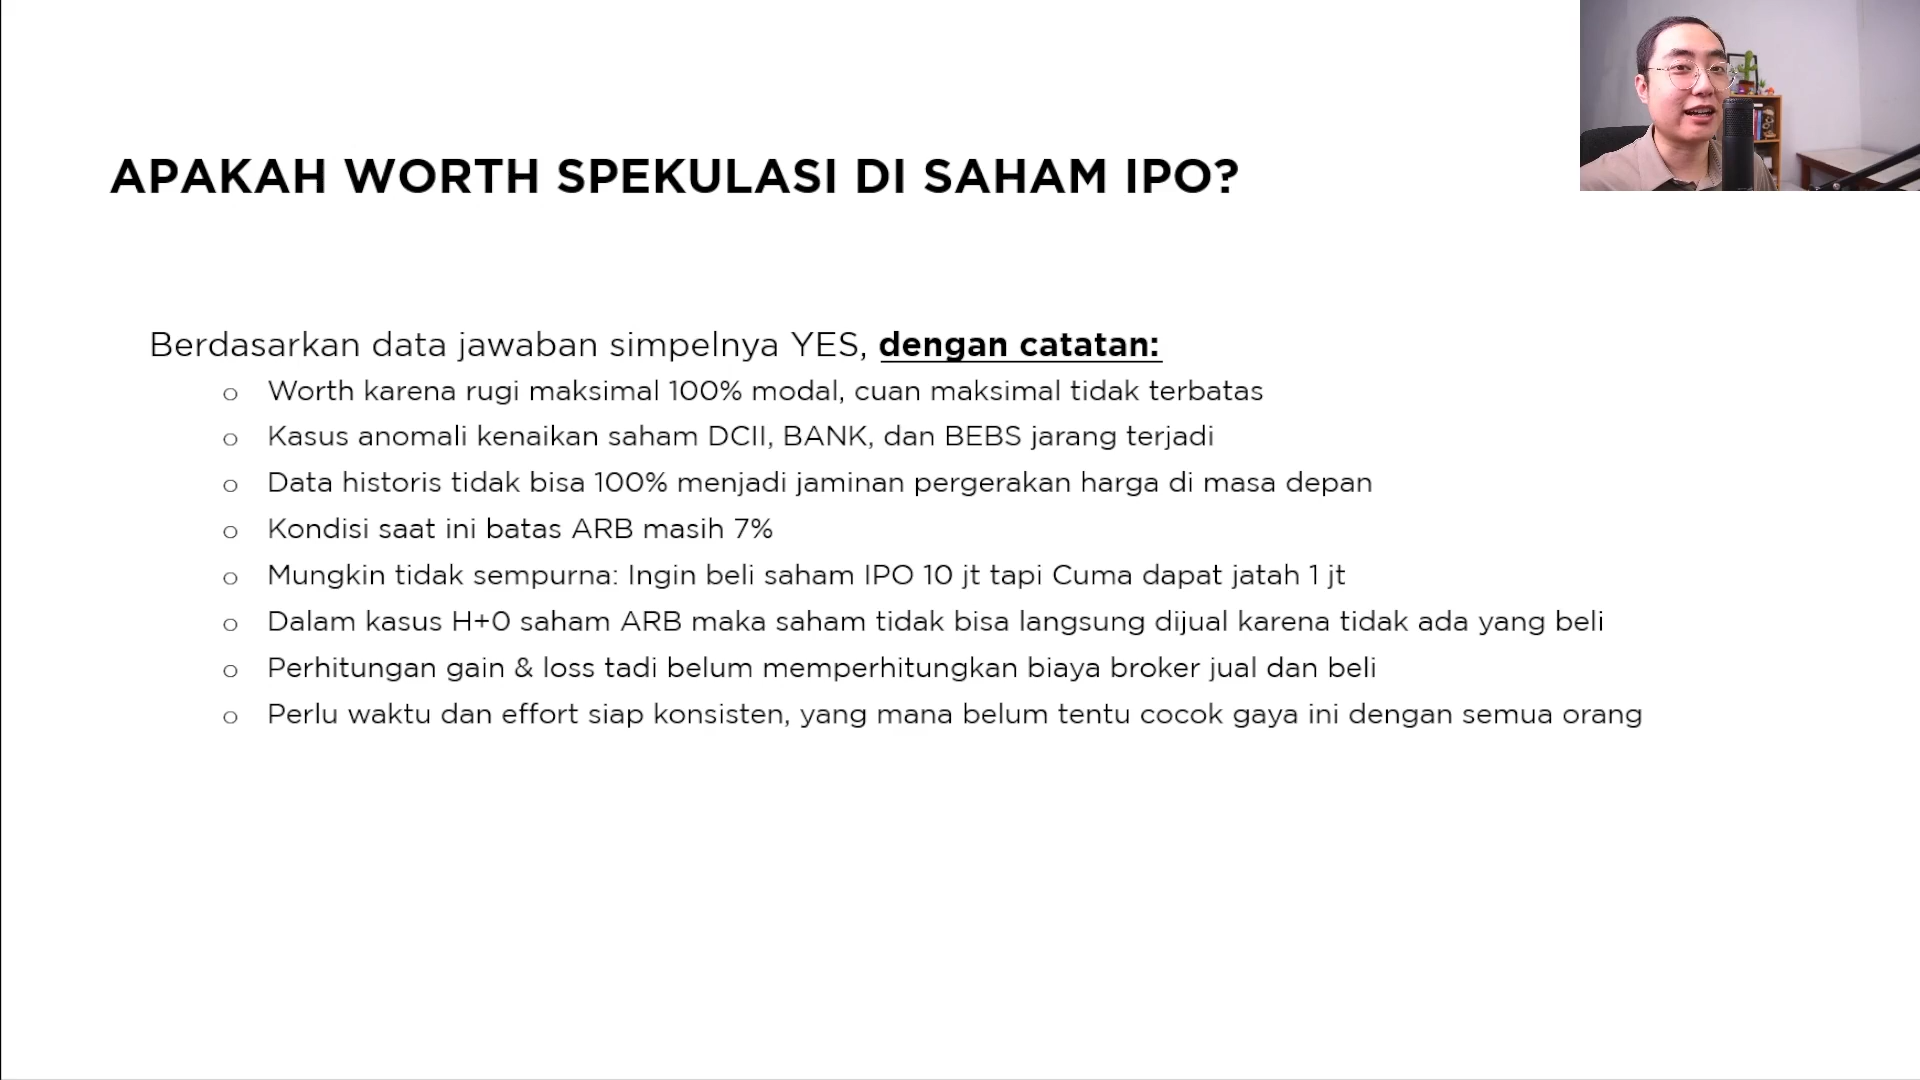 APAKAH WORTH SPEKULASI DI SAHAM IPO?
Berdasarkan data jawaban simpelnya YES, dengan catatan:
o Worth karena rugi maksimal 100% modal, cuan maksimal tidak terbatas
o Kasus anomali kenaikan saham DCII, BANK, dan BEBS jarang terjadi
o Data historis tidak bisa 100% menjadi jaminan pergerakan harga di masa depan
o Kondisi saat ini batas ARB masih 7%
o Mungkin tidak sempurna: Ingin beli saham IPO 10 jt tapi Cuma dapat jatah 1 jt
o Dalam kasus H+0 saham ARB maka saham tidak bisa langsung dijual karena tidak ada yang beli
o Perhitungan gain & loss tadi belum memperhitungkan biaya broker jual dan beli
o Perlu waktu dan effort siap konsisten, yang mana belum tentu cocok gaya ini dengan semua orang